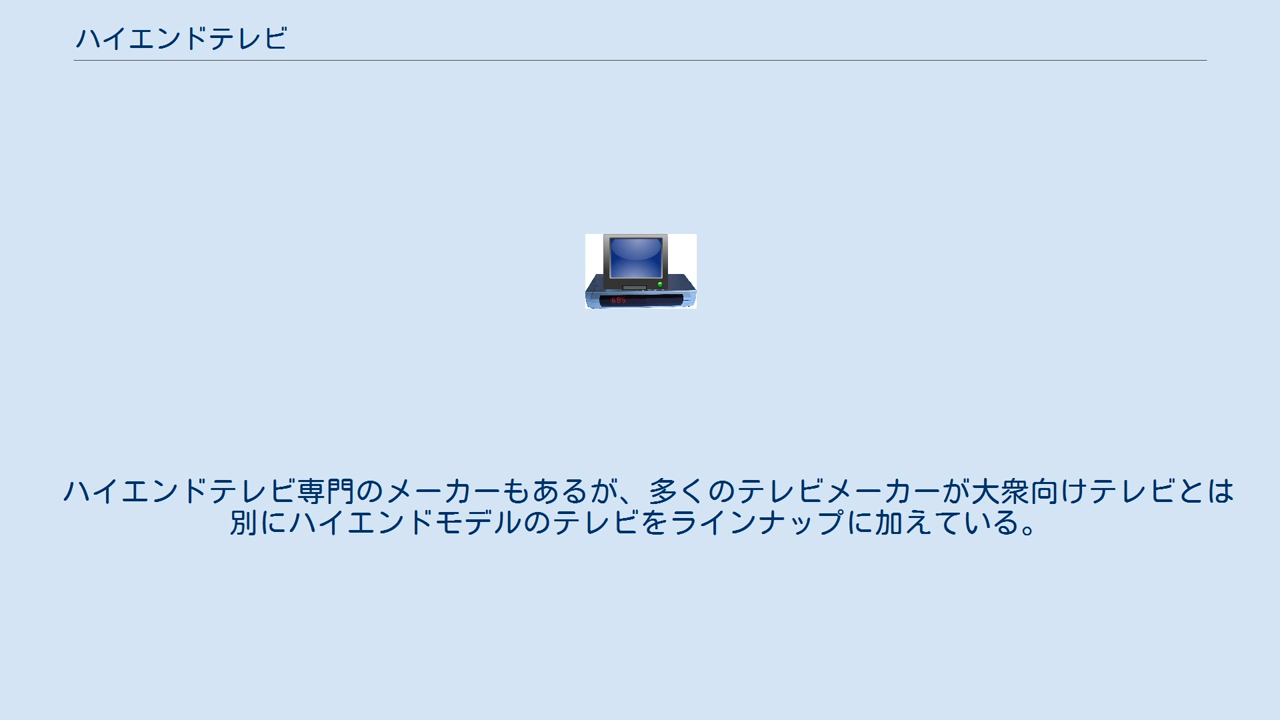 ハイエンドテレビ
ハイエンドテレビ専門のメーカーもあるが、多くのテレビメーカーが大衆向けテレビとは
別にハイエンドモデルのテレビをラインナップに加えている。